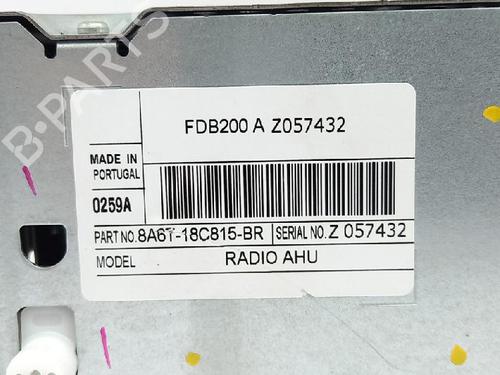 B-PARTS
FDB200 A Z057432
MADE IN
PORTUGAL
0259A
PART NO. 8A6T-18C815-BR SERIAL NO. Z 057432
MODEL RADIO AHU